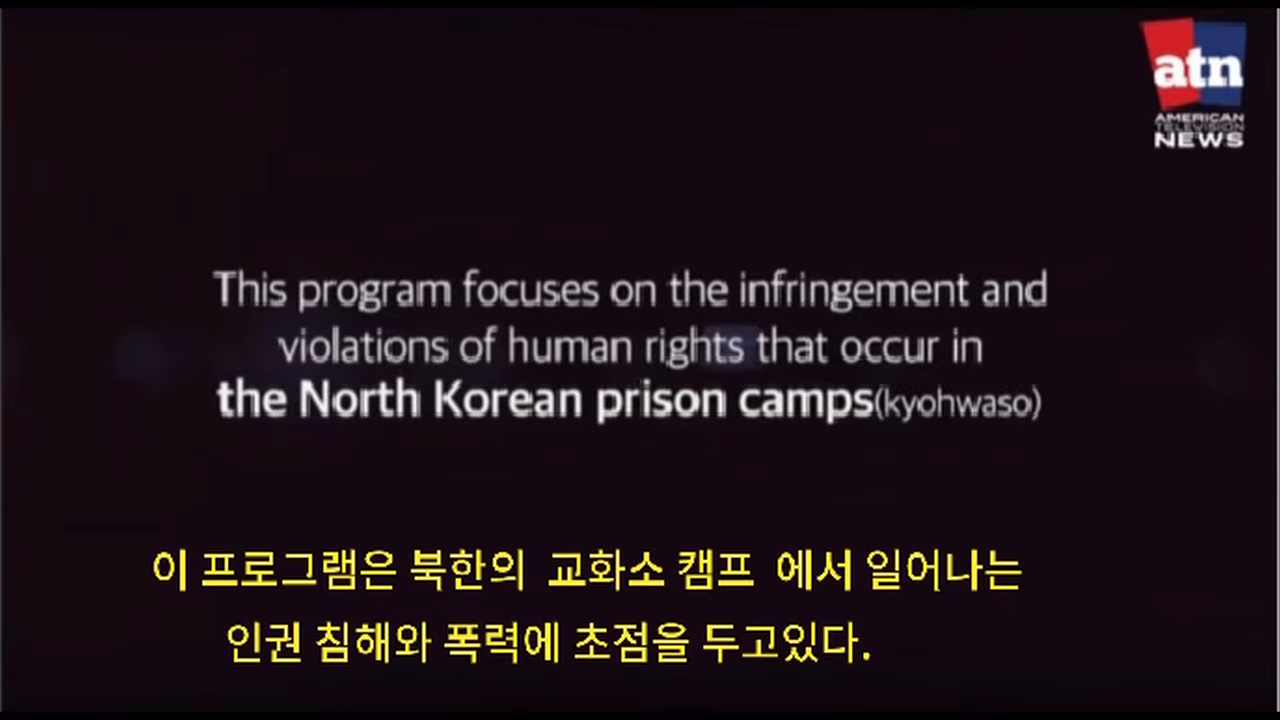 atn
AMERICAN
TELEVISION
NEWS
This program focuses on the infringement and
violations of human rights that occur in
the North Korean prison camps(kyohwaso)
이 프로그램은 북한의 교화소 캠프 에서 일어나는
인권 침해와 폭력에 초점을 두고있다.